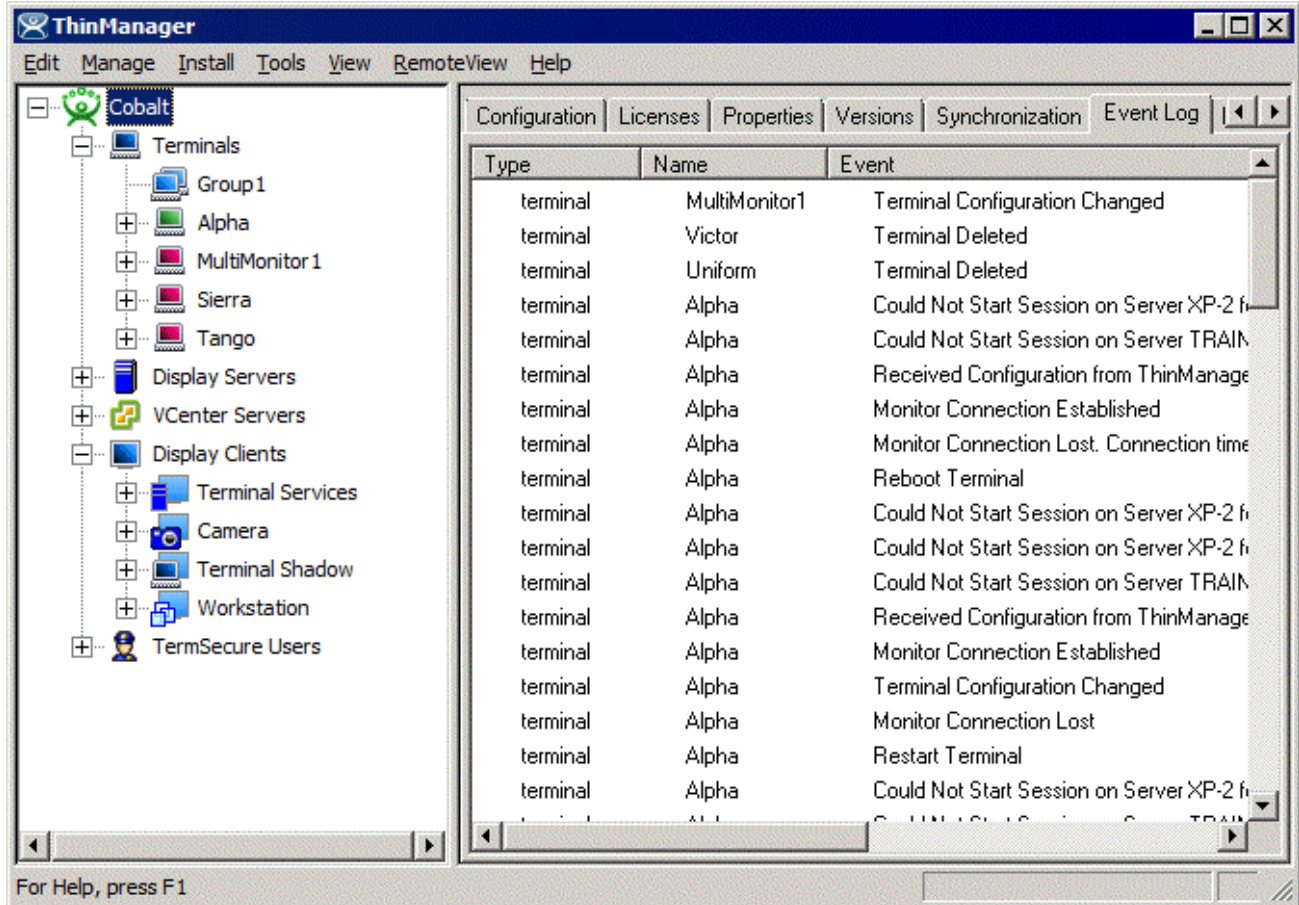 ThinManager
Edit Manage Install Tools View RemoteView Help
Cobalt
Terminals
Group1
Alpha
MultiMonitor1
Sierra
Tango
Display Servers
VCenter Servers
Display Clients
Terminal Services
Camera
Terminal Shadow
Workstation
TermSecure Users
Configuration Licenses Properties Versions Synchronization Event Log
Type Name Event
terminal MultiMonitor1 Terminal Configuration Changed
terminal Victor Terminal Deleted
terminal Uniform Terminal Deleted
terminal Alpha Could Not Start Session on Server XP-2
terminal Alpha Could Not Start Session on Server TRAIN
terminal Alpha Received Configuration from ThinManage
terminal Alpha Monitor Connection Established
terminal Alpha Monitor Connection Lost. Connection time
terminal Alpha Reboot Terminal
terminal Alpha Could Not Start Session on Server XP-2
terminal Alpha Could Not Start Session on Server XP-2
terminal Alpha Could Not Start Session on Server TRAIN
terminal Alpha Received Configuration from ThinManage
terminal Alpha Monitor Connection Established
terminal Alpha Terminal Configuration Changed
terminal Alpha Monitor Connection Lost
terminal Alpha Restart Terminal
terminal Alpha Could Not Start Session on Server XP-2
For Help, press F1